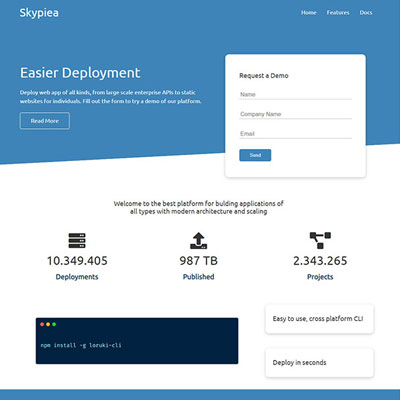 Skypiea
Home Features Docs
Easier Deployment
Deploy web app of all kinds, from large scale enterprise APIs to static
websites for individuals. Fill out the form to try a demo of our platform.
Read More
Request a Demo
Name
Company Name
Email
Send
Welcome to the best platform for bulding applications of
all types with modern architecture and scaling
10.349.405
Deployments
987 TB
Published
2.343.265
Projects
npm install -g loruki-cli
Easy to use, cross platform CLI
Deploy in seconds